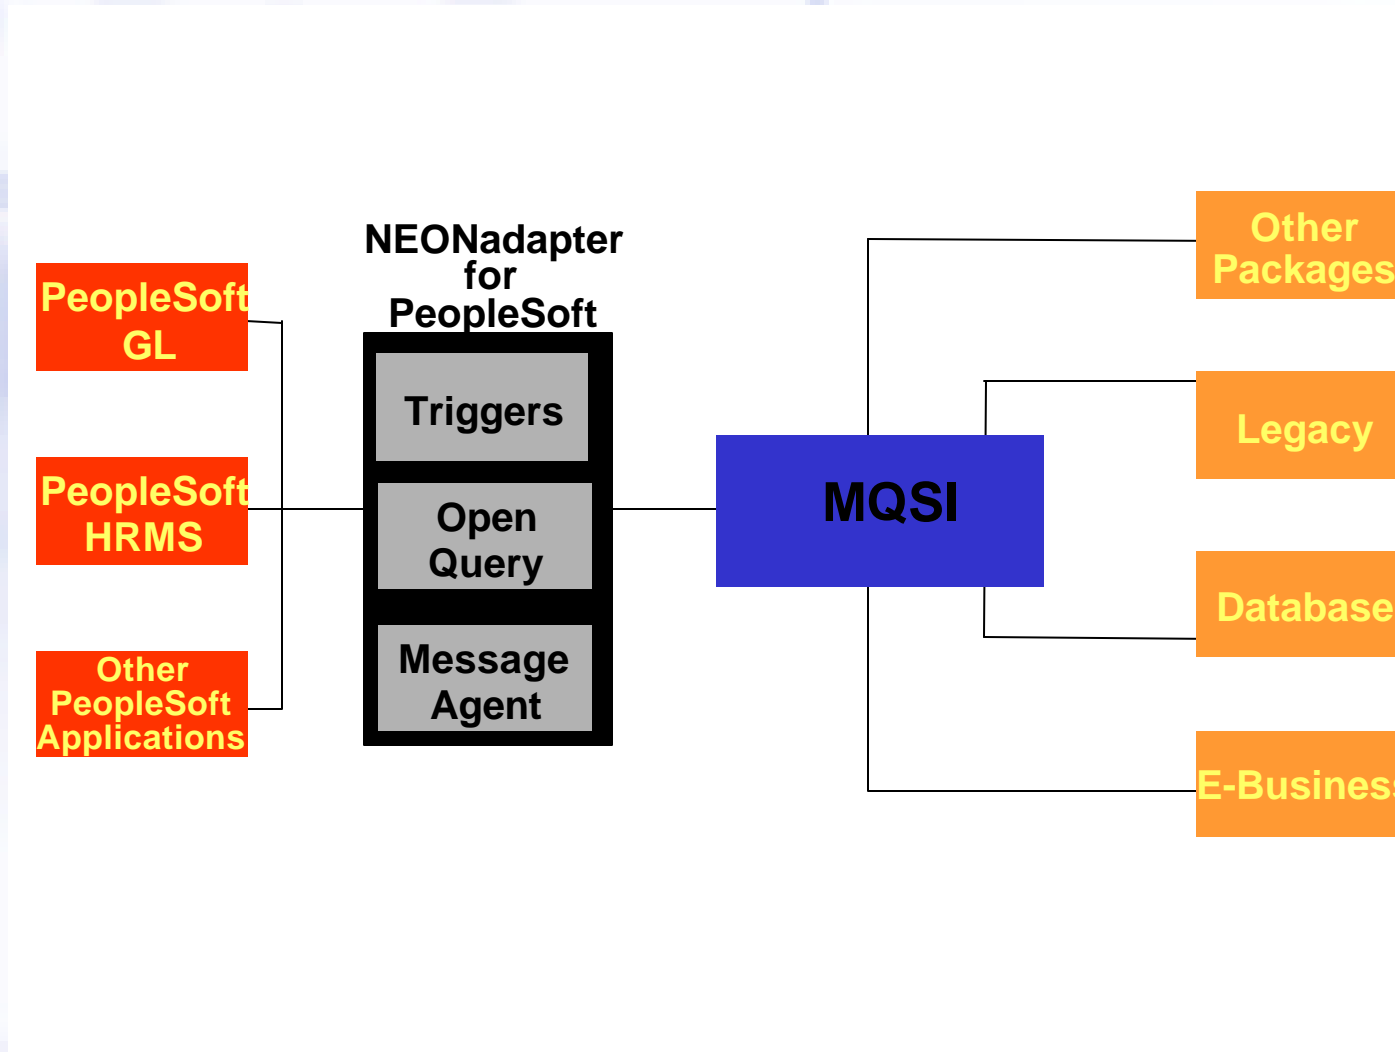 PeopleSoft
GL
PeopleSoft
HRMS
Other
PeopleSoft
Applications
NEONadapter
for
PeopleSoft
Triggers
Open
Query
Message
Agent
MQSI
Other
Packages
Legacy
Database
E-Business